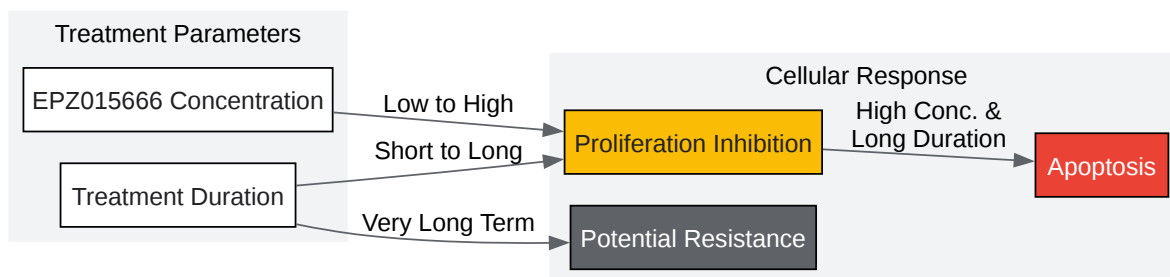 Treatment Parameters
EPZ015666 Concentration
Treatment Duration
Low to High
Short to Long
Very Long Term
Cellular Response
Proliferation Inhibition
Potential Resistance
High Conc. &
Long Duration
Apoptosis